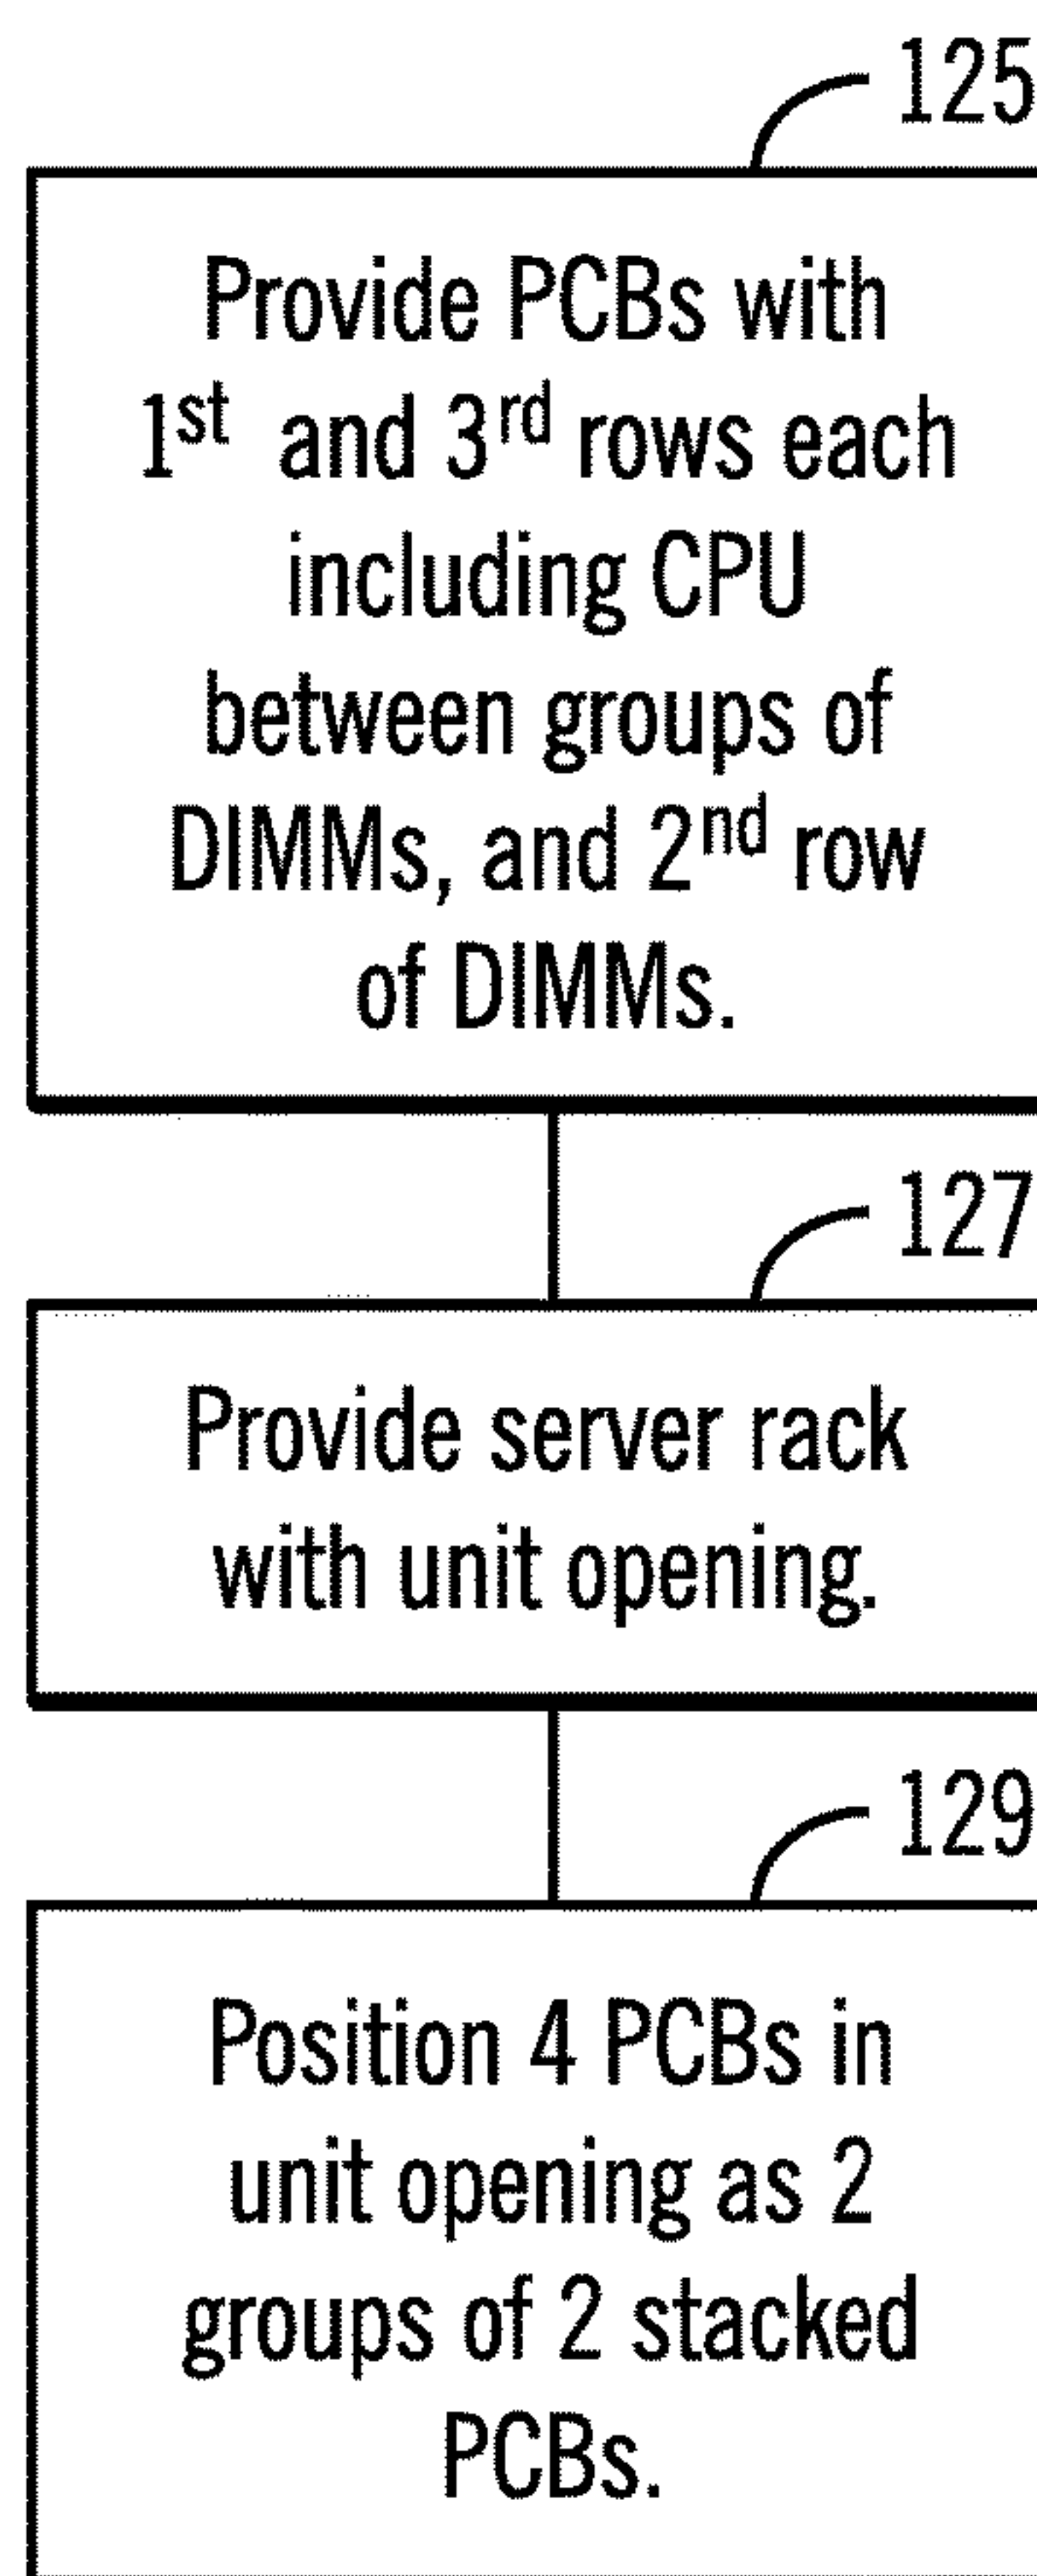 125
Provide PCBs with
1st and 3rd rows each
including CPU
between groups of
DIMMs, and 2nd row
of DIMMs.
127
Provide server rack
with unit opening.
129
Position 4 PCBs in
unit opening as 2
groups of 2 stacked
PCBs.